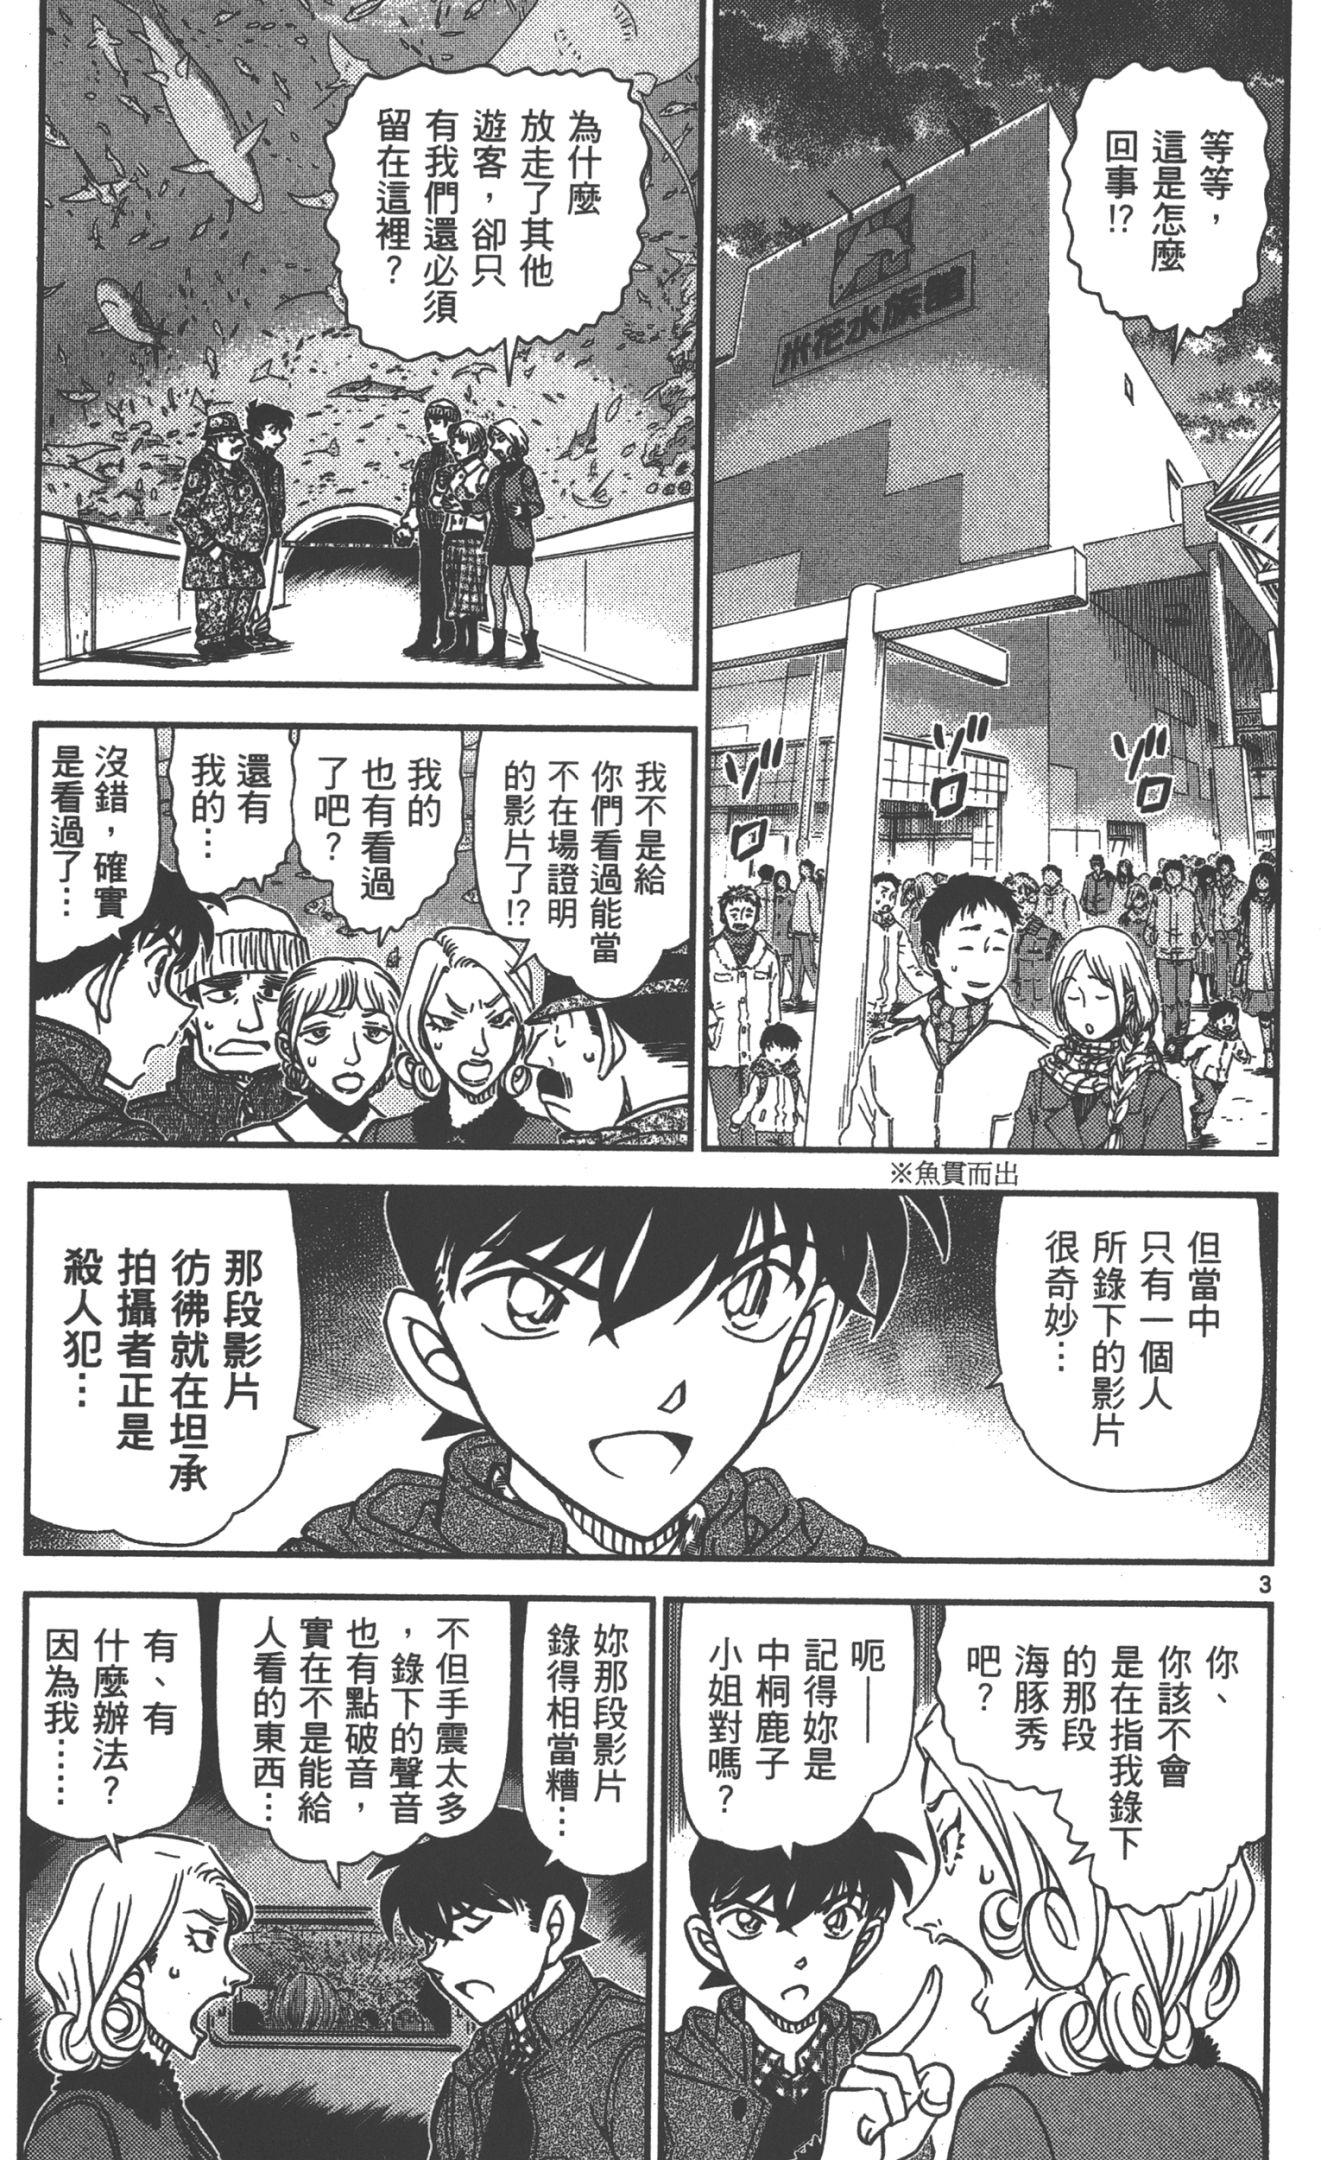 等等，
這是怎麼
回事!?
米花水族館
ゾロ
ゾロ
ゾロ
※魚貫而出
為什麼
放走了其他
遊客，卻只
有我們還必須
留在這裡？
我不是給
你們看過能當
不在場證明
的影片了!?
我的
也有看過
了吧？
還有
我的…
沒錯，確實
是看過了…
但當中
只有一個人
所錄下的影片
很奇妙…
那段影片
彷彿就在坦承
拍攝者正是
殺人犯…
3
你、
你該不會
是在指我錄下
的那段
海豚秀
吧？
呃——
記得妳是
中桐鹿子
小姐對嗎？
妳那段影片
錄得相當糟…
不但手震太多
，錄下的聲音
也有點破音，
實在不是能給
人看的東西…
有、有
什麼辦法？
因為我……